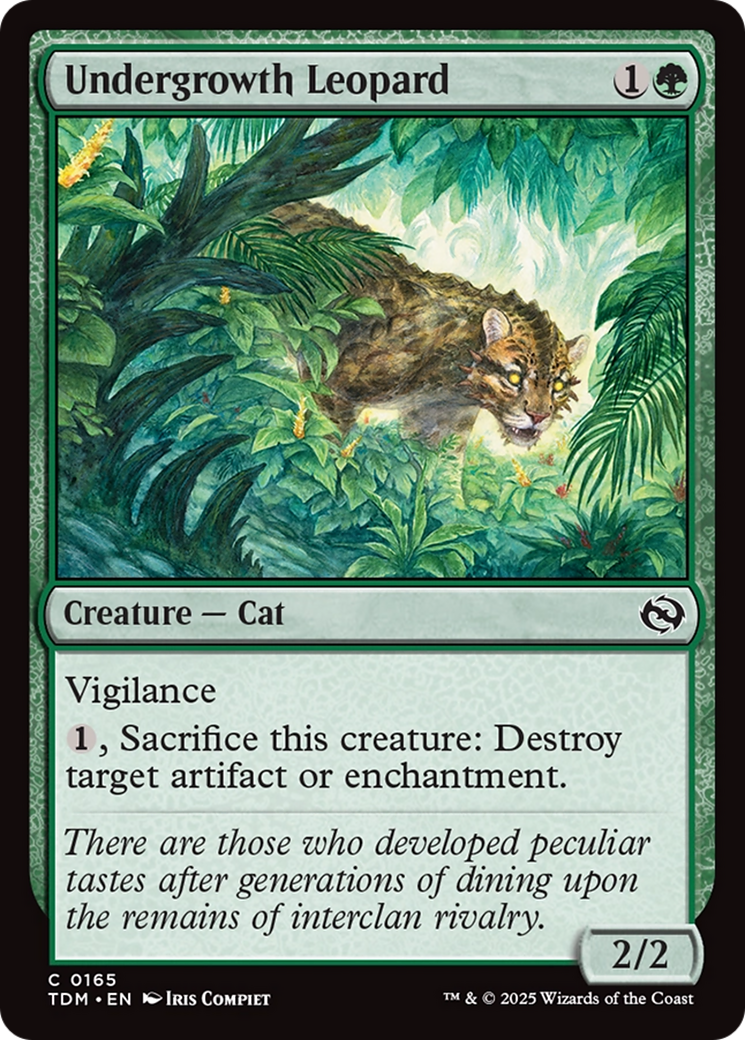 Undergrowth Leopard 1
Creature — Cat
Vigilance
1, Sacrifice this creature: Destroy
target artifact or enchantment.
There are those who developed peculiar
tastes after generations of dining upon
the remains of interclan rivalry.
2/2
C 0165
TDM • EN Iris Compiet
™ & © 2025 Wizards of the Coast